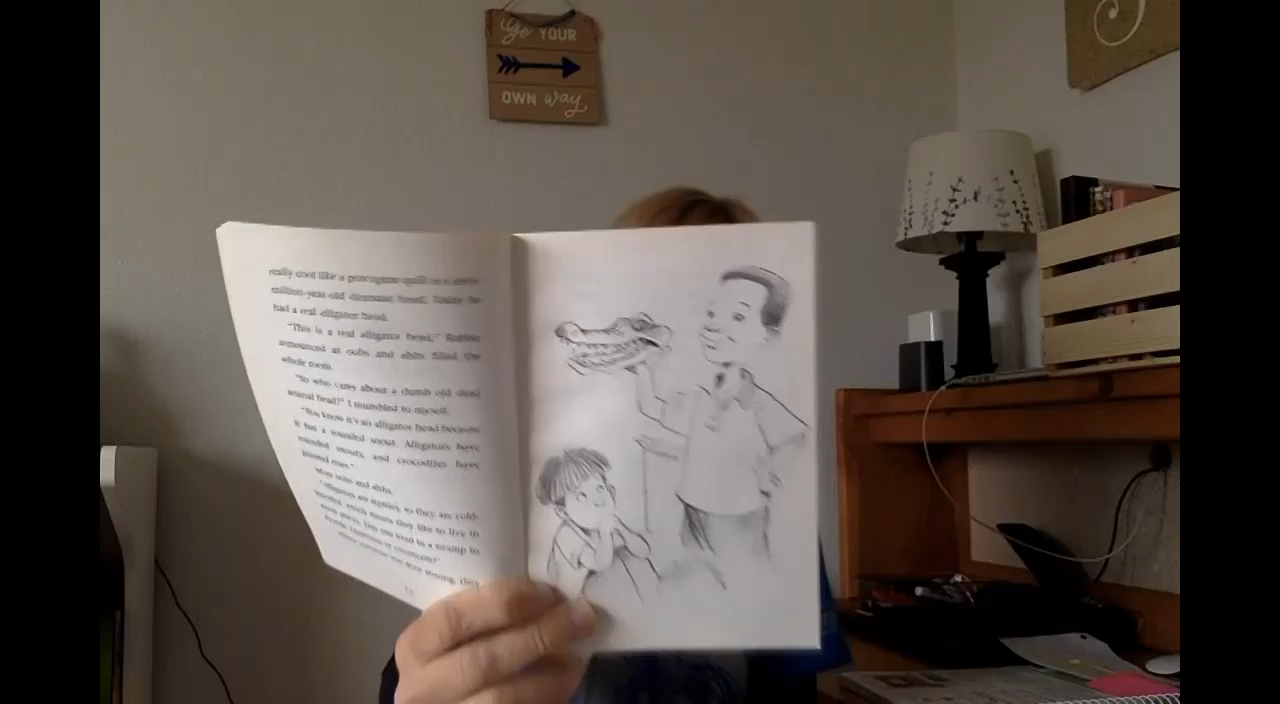 Go YOUR
OWN way
really cool like a porcupine quill or a seven-
million-year-old dinosaur fossil. Today he
had a real alligator head.
"This is a real alligator head," Robbie
announced as oohs and ahhs filled the
whole room.
"So who cares about a dumb old dead
animal head?" I mumbled to myself.
"You know it's an alligator head because
it has a rounded snout. Alligators have
rounded snouts, and crocodiles have
pointed ones."
More oohs and ahhs.
"Alligators are reptiles, so they are cold-
blooded, which means they like to live in
warm places. This one lived in a swamp in